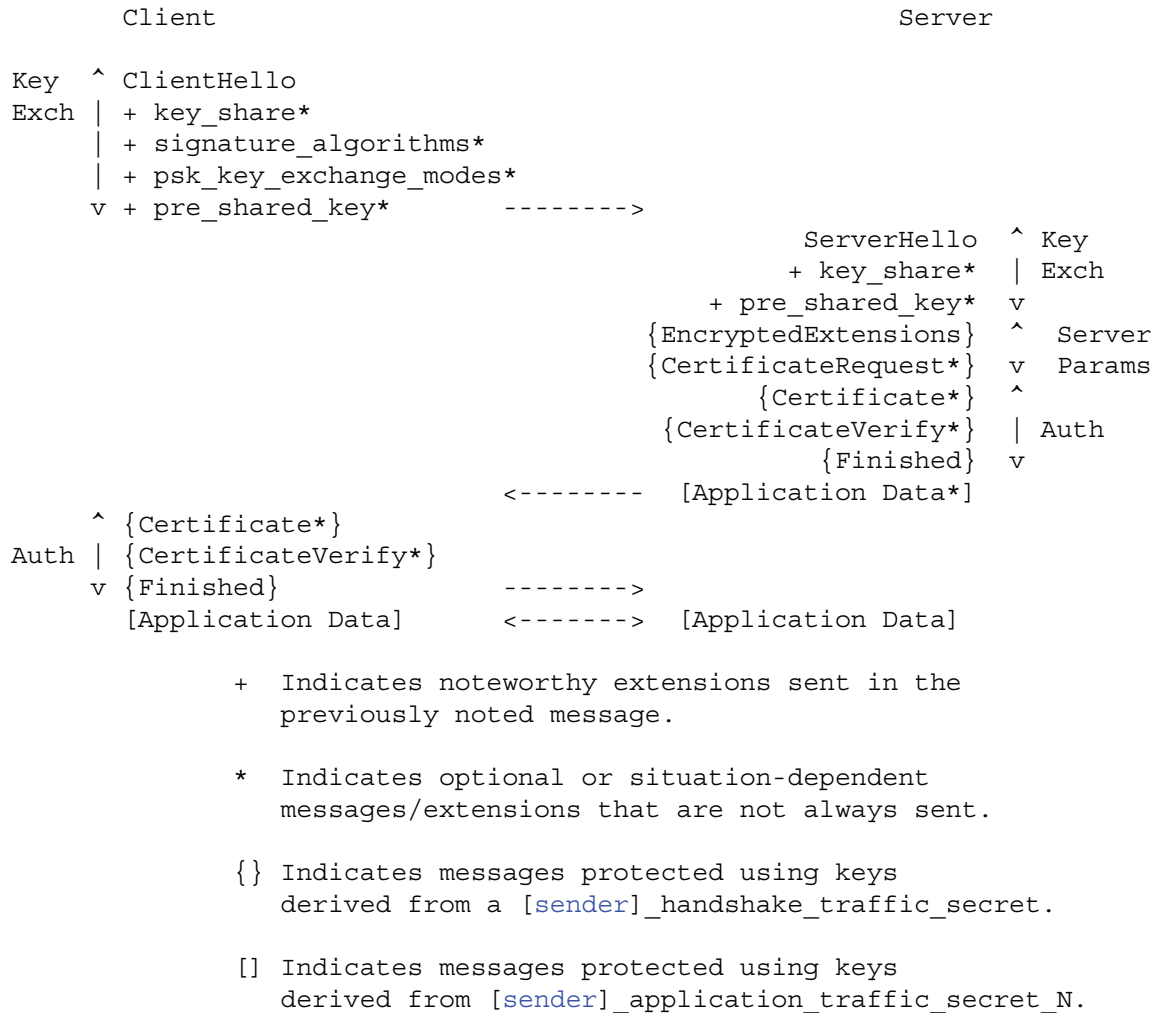 Client                                           Server

Key  ^ ClientHello
Exch | + key_share*
     | + signature_algorithms*
     | + psk_key_exchange_modes*
     v + pre_shared_key*       -------->
                                                  ServerHello  ^ Key
                                                 + key_share*  | Exch
                                            + pre_shared_key*  v
                                        {EncryptedExtensions}  ^  Server
                                        {CertificateRequest*}  v  Params
                                               {Certificate*}  ^
                                         {CertificateVerify*}  | Auth
                                                   {Finished}  v
                               <--------  [Application Data*]
     ^ {Certificate*}
Auth | {CertificateVerify*}
     v {Finished}              -------->
       [Application Data]      <------->  [Application Data]

              +  Indicates noteworthy extensions sent in the
                 previously noted message.

              *  Indicates optional or situation-dependent
                 messages/extensions that are not always sent.

              {} Indicates messages protected using keys
                 derived from a [sender]_handshake_traffic_secret.

              [] Indicates messages protected using keys
                 derived from [sender]_application_traffic_secret_N.